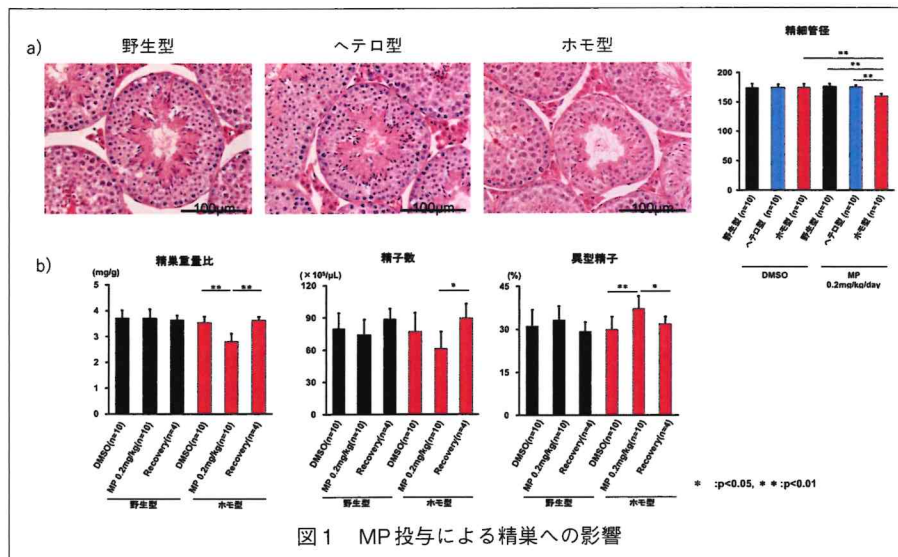 a)
野生型
ヘテロ型
ホモ型
100μm
100μm
100μm
精細管径
**
**
**
200
150
100
50
0
野生型 (n=10)
ヘテロ型 (n=10)
ホモ型 (n=10)
野生型 (n=10)
ヘテロ型 (n=10)
ホモ型 (n=10)
DMSO
MP
0.2mg/kg/day
b)
精巣重量比
(mg/g)
**
**
5
4
3
2
1
0
DMSO(n=10)
MP 0.2mg/kg(n=10)
Recovery(n=4)
DMSO(n=10)
MP 0.2mg/kg(n=10)
Recovery(n=4)
野生型
ホモ型
精子数
(×10⁵/μL)
*
120
90
60
30
0
DMSO(n=10)
MP 0.2mg/kg(n=10)
Recovery(n=4)
DMSO(n=10)
MP 0.2mg/kg(n=10)
Recovery(n=4)
野生型
ホモ型
異型精子
(%)
**
*
45
30
15
0
DMSO(n=10)
MP 0.2mg/kg(n=10)
Recovery(n=4)
DMSO(n=10)
MP 0.2mg/kg(n=10)
Recovery(n=4)
野生型
ホモ型
* :p<0.05, **:p<0.01
図1 MP投与による精巣への影響